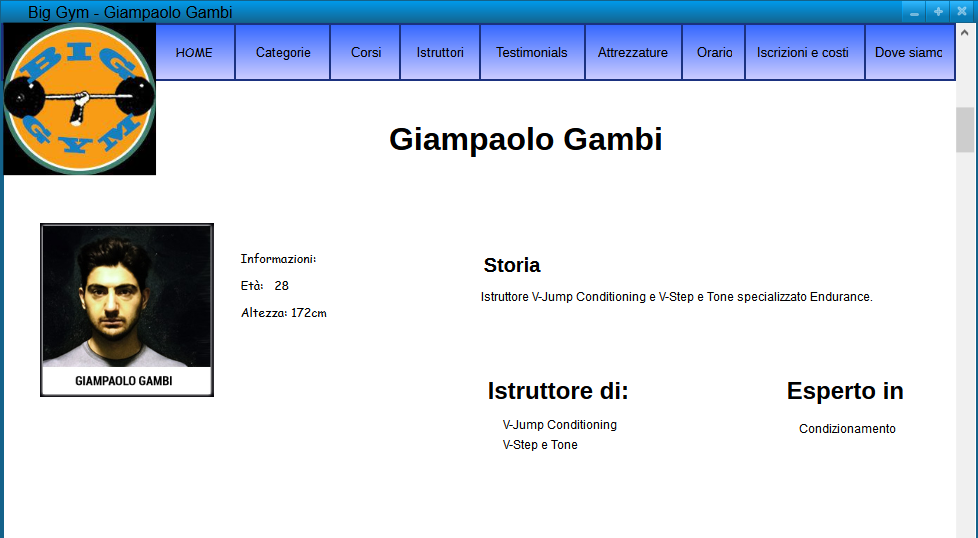 Big Gym - Giampaolo Gambi
BIG
GYM
HOME
Categorie
Corsi
Istruttori
Testimonials
Attrezzature
Orario
Iscrizioni e costi
Dove siamo
Giampaolo Gambi
GIAMPAOLO GAMBI
Informazioni:
Età: 28
Altezza: 172cm
Storia
Istruttore V-Jump Conditioning e V-Step e Tone specializzato Endurance.
Istruttore di:
V-Jump Conditioning
V-Step e Tone
Esperto in
Condizionamento